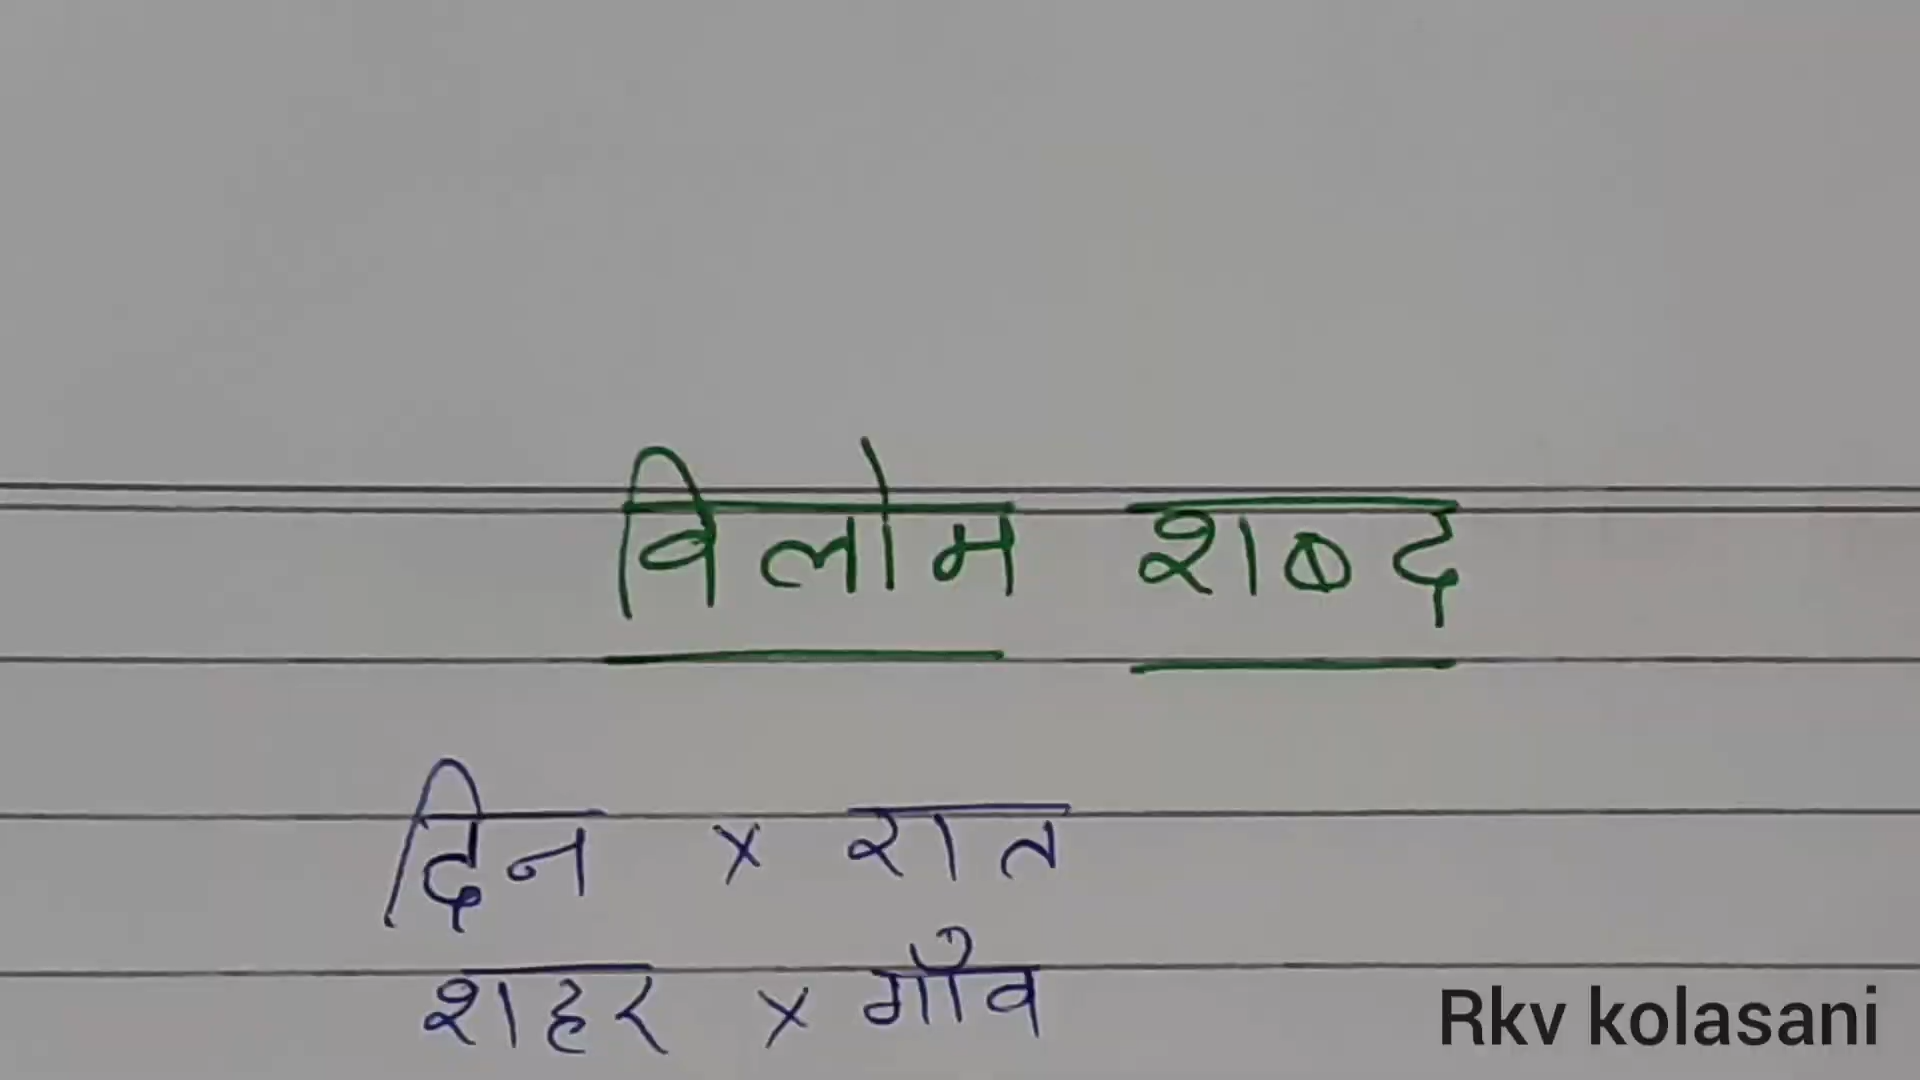 विलोम शब्द
दिन x रात
शहर x गाँव
Rkv kolasani